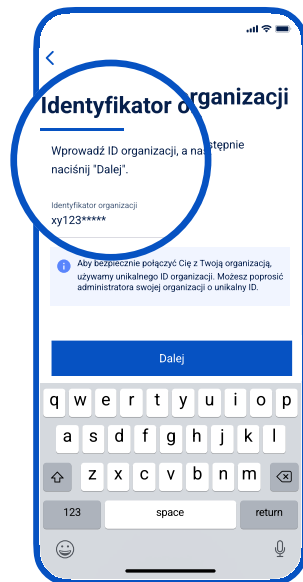 Identyfikator organizacji
Wprowadź ID organizacji, a następnie
naciśnij "Dalej".
Identyfikator organizacji
xy123*****
Aby bezpiecznie połączyć Cię z Twoją organizacją,
używamy unikalnego ID organizacji. Możesz poprosić
administratora swojej organizacji o unikalny ID.
Dalej
q w e r t y u i o p
a s d f g h j k l
z x c v b n m
123 space return